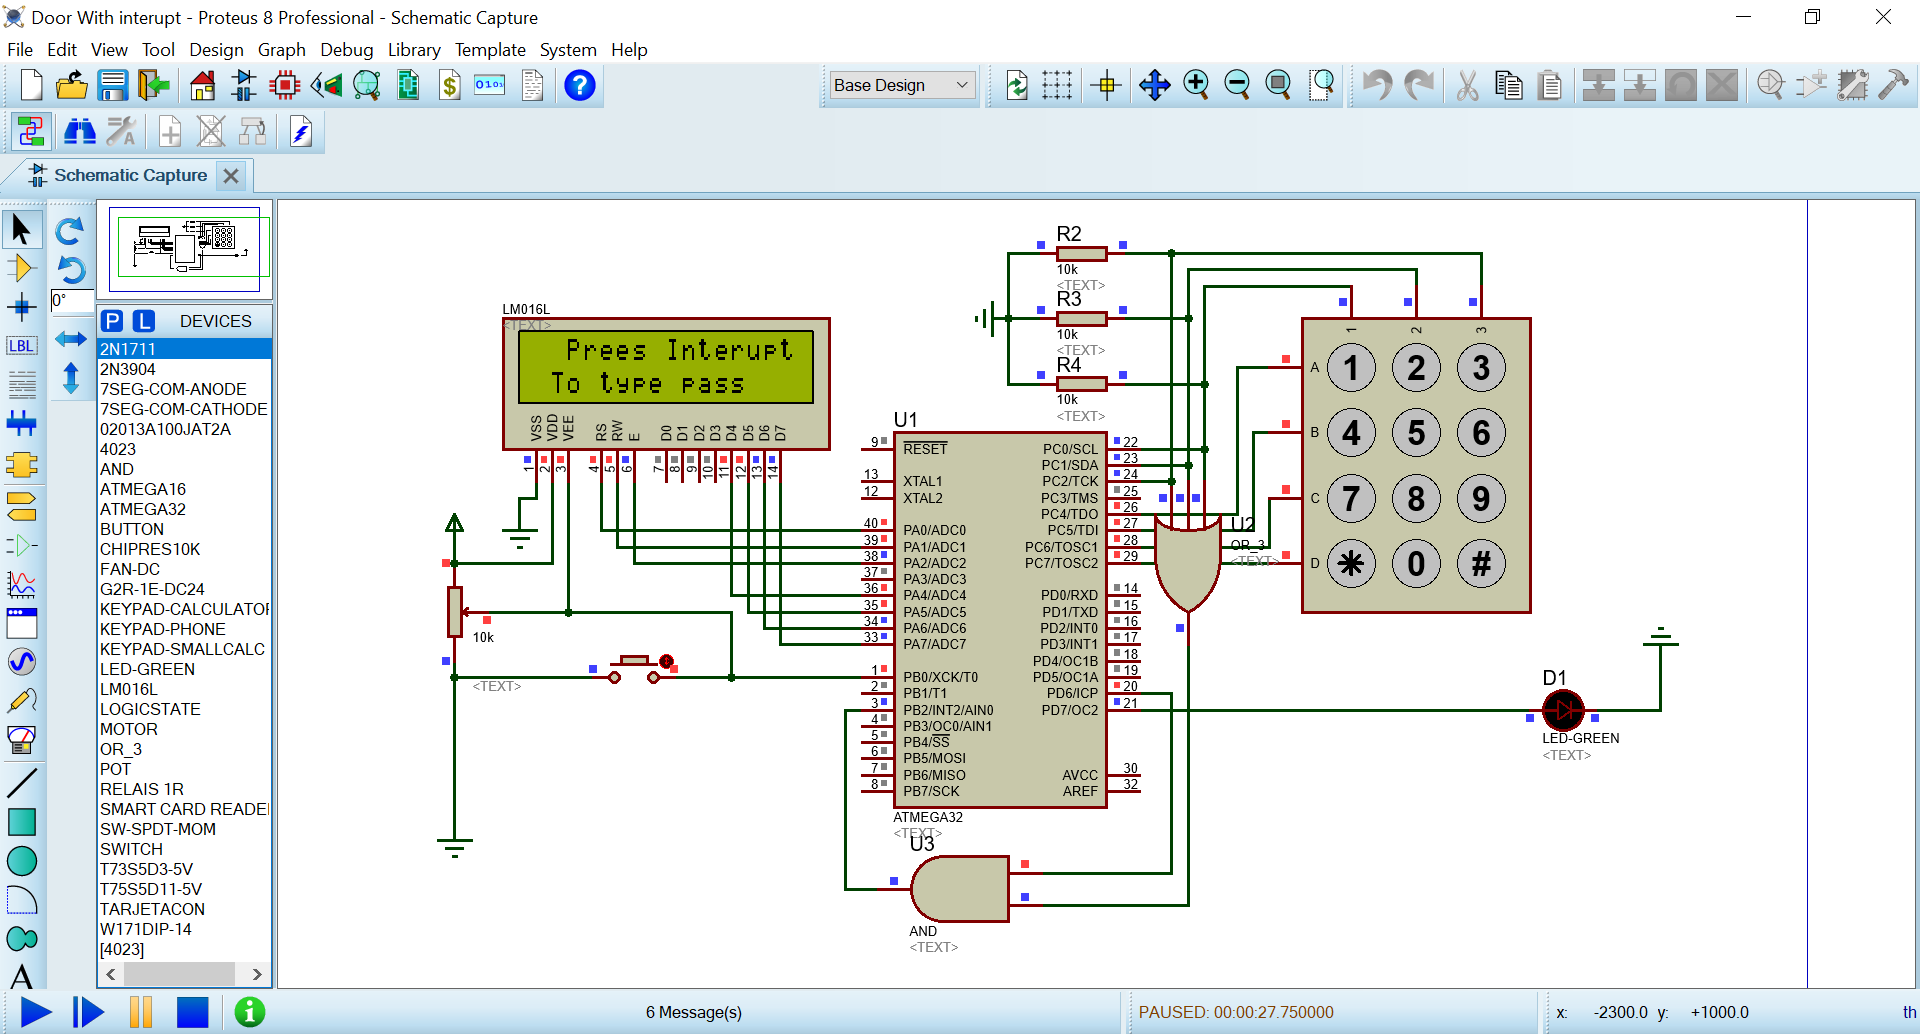 Door With interupt - Proteus 8 Professional - Schematic Capture
File Edit View Tool Design Graph Debug Library Template System Help
Base Design
Schematic Capture
0°
P L DEVICES
2N1711
2N3904
7SEG-COM-ANODE
7SEG-COM-CATHODE
02013A100JAT2A
4023
AND
ATMEGA16
ATMEGA32
BUTTON
CHIPRES10K
FAN-DC
G2R-1E-DC24
KEYPAD-CALCULATOR
KEYPAD-PHONE
KEYPAD-SMALLCALC
LED-GREEN
LM016L
LOGICSTATE
MOTOR
OR_3
POT
RELAIS 1R
SMART CARD READE
SW-SPDT-MOM
SWITCH
T73S5D3-5V
T75S5D11-5V
TARJETACON
W171DIP-14
[4023]
LBL
A
LM016L
<TEXT>
Prees Interupt
To type pass
VSS VDD VEE RS RW E D0 D1 D2 D3 D4 D5 D6 D7
1 2 3 4 5 6 7 8 9 10 11 12 13 14
10k
<TEXT>
R2
10k
<TEXT>
R3
10k
<TEXT>
R4
10k
<TEXT>
U1
9 RESET PC0/SCL 22
PC1/SDA 23
13 XTAL1 PC2/TCK 24
12 XTAL2 PC3/TMS 25
PC4/TDO 26
40 PA0/ADC0 PC5/TDI 27
39 PA1/ADC1 PC6/TOSC1 28
38 PA2/ADC2 PC7/TOSC2 29
37 PA3/ADC3
36 PA4/ADC4 PD0/RXD 14
35 PA5/ADC5 PD1/TXD 15
34 PA6/ADC6 PD2/INT0 16
33 PA7/ADC7 PD3/INT1 17
PD4/OC1B 18
1 PB0/XCK/T0 PD5/OC1A 19
2 PB1/T1 PD6/ICP 20
3 PB2/INT2/AIN0 PD7/OC2 21
4 PB3/OC0/AIN1
5 PB4/SS
6 PB5/MOSI
7 PB6/MISO AVCC 30
8 PB7/SCK AREF 32
ATMEGA32
<TEXT>
U2
OR_3
<TEXT>
1 2 3
A 1 2 3
B 4 5 6
C 7 8 9
D * 0 #
D1
LED-GREEN
<TEXT>
U3
AND
<TEXT>
6 Message(s)
PAUSED: 00:00:27.750000
x: -2300.0 y: +1000.0 th